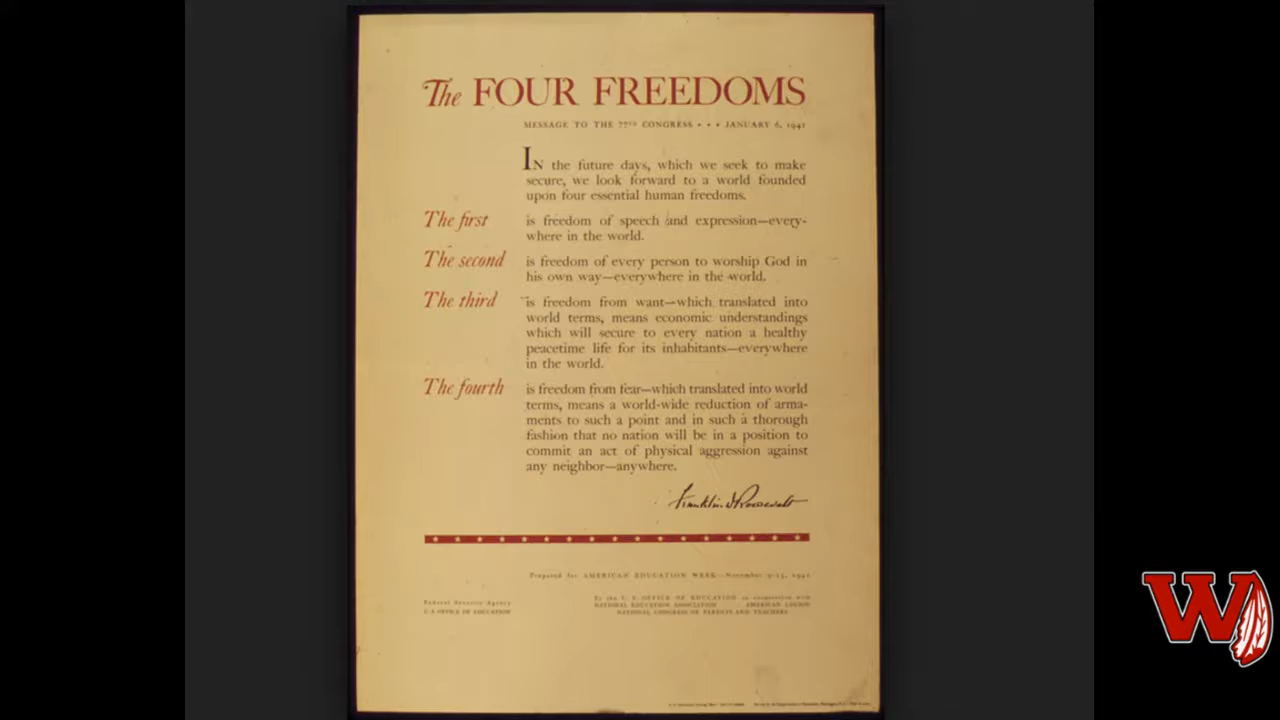 The FOUR FREEDOMS
MESSAGE TO THE 77TH CONGRESS • • • JANUARY 6, 1941
IN the future days, which we seek to make
secure, we look forward to a world founded
upon four essential human freedoms.
The first is freedom of speech and expression—every-
where in the world.
The second is freedom of every person to worship God in
his own way—everywhere in the world.
The third is freedom from want—which translated into
world terms, means economic understandings
which will secure to every nation a healthy
peacetime life for its inhabitants—everywhere
in the world.
The fourth is freedom from fear—which translated into world
terms, means a world-wide reduction of arma-
ments to such a point and in such a thorough
fashion that no nation will be in a position to
commit an act of physical aggression against
any neighbor—anywhere.
Franklin D Roosevelt
Prepared for AMERICAN EDUCATION WEEK—November
Federal Security Agency
U. S. OFFICE OF EDUCATION
By the U. S. OFFICE OF EDUCATION in cooperation with
NATIONAL EDUCATION ASSOCIATION AMERICAN LEGION
NATIONAL CONGRESS OF PARENTS AND TEACHERS
W